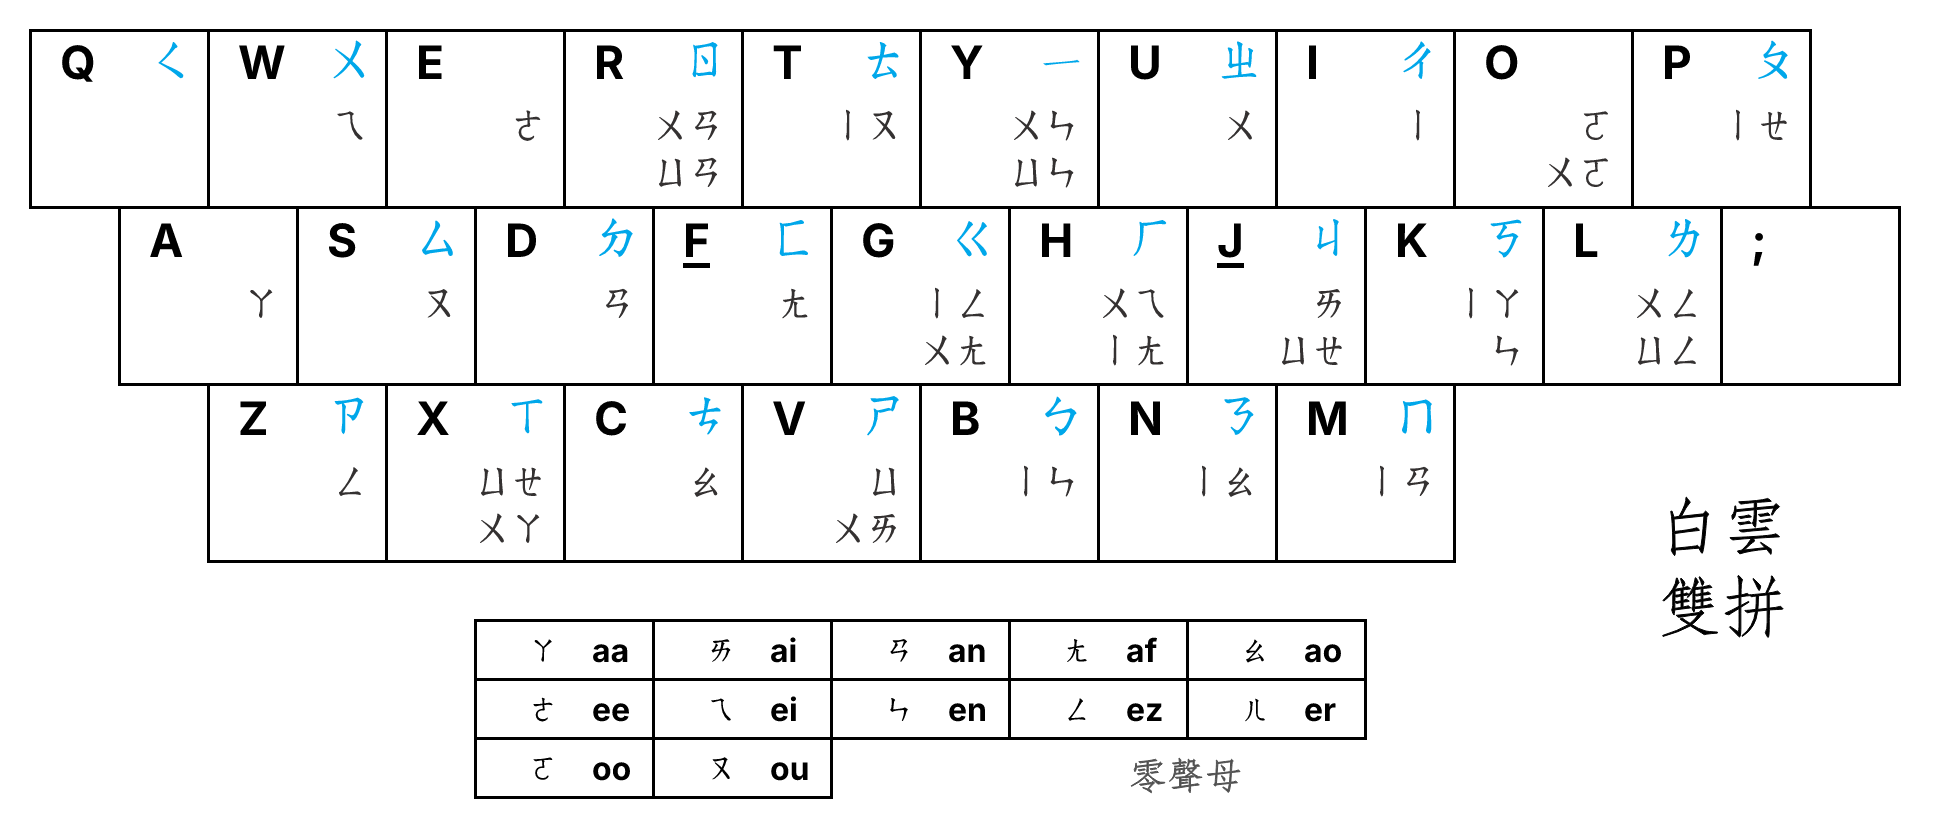 Q ㄑ W ㄨ E R ㄖ T ㄊ Y ㄧ U ㄓ I ㄔ O P ㄆ
ㄟ ㄜ ㄨㄢ ㄧㄡ ㄨㄣ ㄨ ㄧ ㄛ ㄧㄝ
ㄩㄢ ㄩㄣ ㄨㄛ
A S ㄙ D ㄉ F ㄈ G ㄍ H ㄏ J ㄐ K ㄎ L ㄌ ;
ㄚ ㄡ ㄢ ㄤ ㄧㄥ ㄨㄟ ㄞ ㄧㄚ ㄨㄥ
ㄨㄤ ㄧㄤ ㄩㄝ ㄣ ㄩㄥ
Z ㄗ X ㄒ C ㄘ V ㄕ B ㄅ N ㄋ M ㄇ
ㄥ ㄩㄝ ㄠ ㄩ ㄧㄣ ㄧㄠ ㄧㄢ
ㄨㄚ ㄨㄞ
白雲
雙拼
ㄚ aa ㄞ ai ㄢ an ㄤ af ㄠ ao
ㄜ ee ㄟ ei ㄣ en ㄥ ez ㄦ er
ㄛ oo ㄡ ou
零聲母